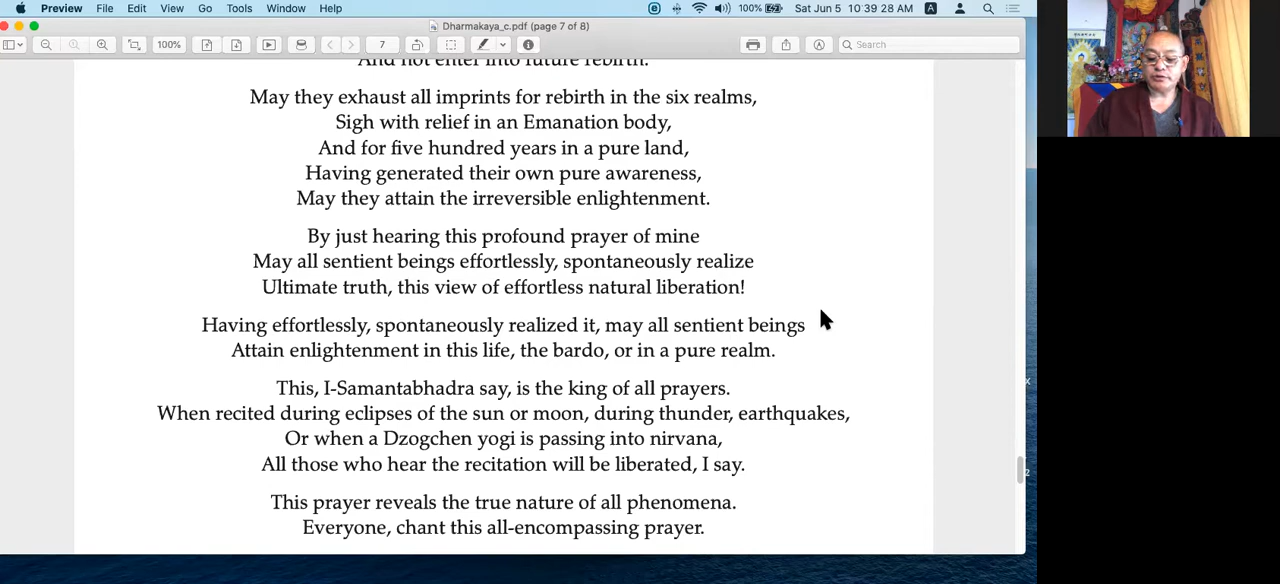 Preview File Edit View Go Tools Window Help 100% Sat Jun 5 10:39:28 AM A
Dharmakaya_c.pdf (page 7 of 8)
100% 7 Search
And not enter into future rebirth.
May they exhaust all imprints for rebirth in the six realms,
Sigh with relief in an Emanation body,
And for five hundred years in a pure land,
Having generated their own pure awareness,
May they attain the irreversible enlightenment.
By just hearing this profound prayer of mine
May all sentient beings effortlessly, spontaneously realize
Ultimate truth, this view of effortless natural liberation!
Having effortlessly, spontaneously realized it, may all sentient beings
Attain enlightenment in this life, the bardo, or in a pure realm.
This, I-Samantabhadra say, is the king of all prayers.
When recited during eclipses of the sun or moon, during thunder, earthquakes,
Or when a Dzogchen yogi is passing into nirvana,
All those who hear the recitation will be liberated, I say.
This prayer reveals the true nature of all phenomena.
Everyone, chant this all-encompassing prayer.